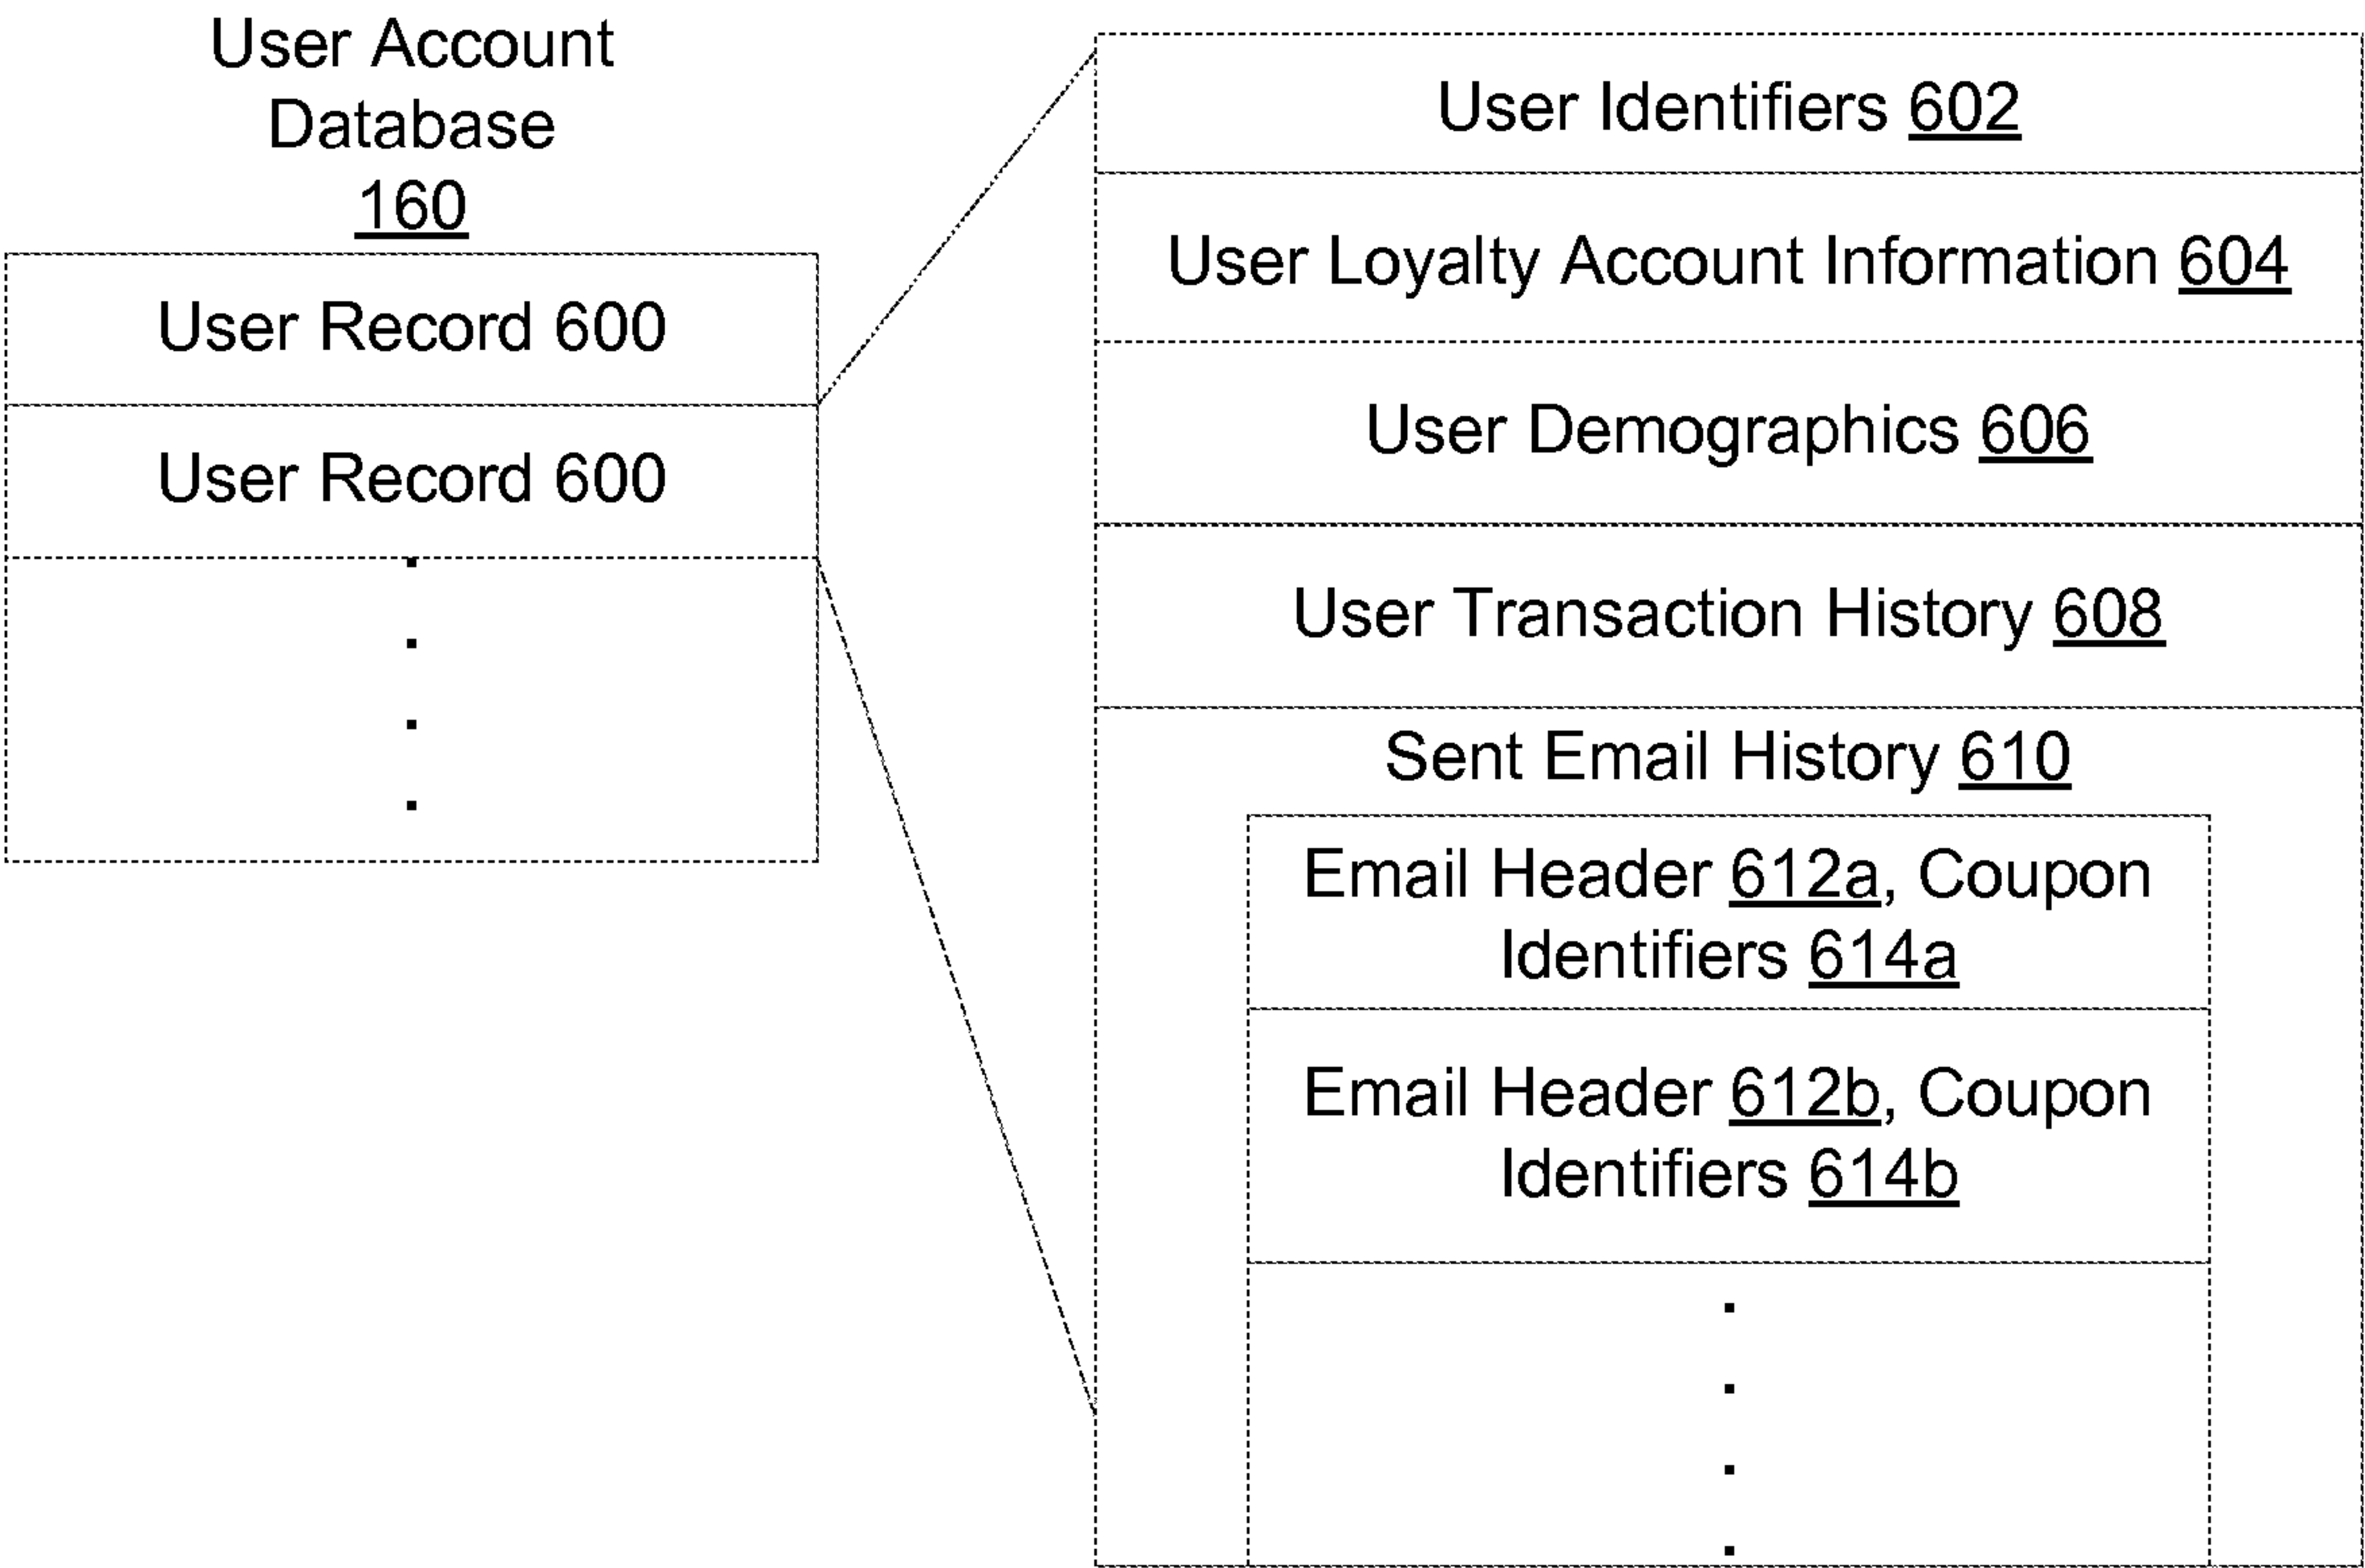 User Account
Database
160
User Record 600
User Record 600
User Identifiers 602
User Loyalty Account Information 604
User Demographics 606
User Transaction History 608
Sent Email History 610
Email Header 612a, Coupon
Identifiers 614a
Email Header 612b, Coupon
Identifiers 614b